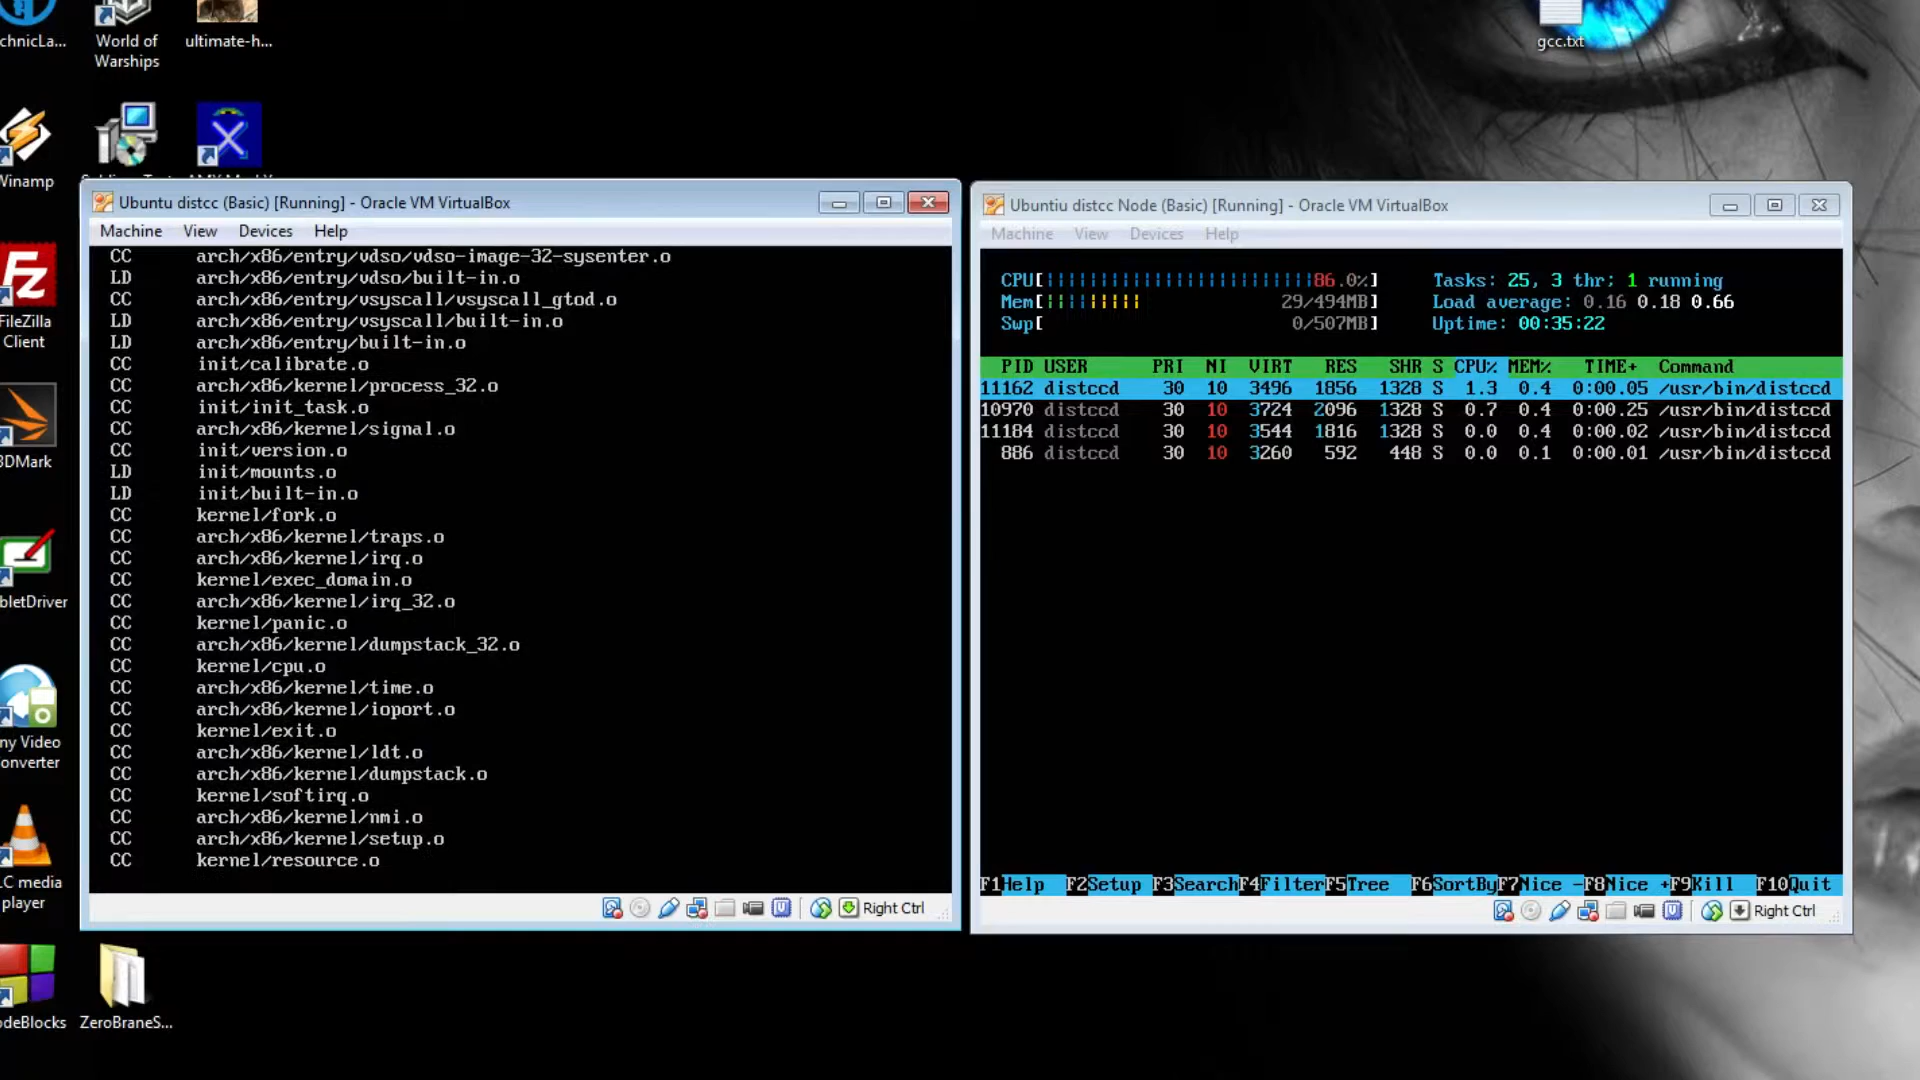 chnicLa...
World of
Warships
ultimate-h...
gcc.txt
Winamp
FileZilla
Client
3DMark
bletDriver
ny Video
onverter
LC media
player
odeBlocks
ZeroBraneS...
Ubuntu distcc (Basic) [Running] - Oracle VM VirtualBox
Machine View Devices Help
CC arch/x86/entry/vdso/vdso-image-32-sysenter.o
LD arch/x86/entry/vdso/built-in.o
CC arch/x86/entry/vsyscall/vsyscall_gtod.o
LD arch/x86/entry/vsyscall/built-in.o
LD arch/x86/entry/built-in.o
CC init/calibrate.o
CC arch/x86/kernel/process_32.o
CC init/init_task.o
CC arch/x86/kernel/signal.o
CC init/version.o
LD init/mounts.o
LD init/built-in.o
CC kernel/fork.o
CC arch/x86/kernel/traps.o
CC arch/x86/kernel/irq.o
CC kernel/exec_domain.o
CC arch/x86/kernel/irq_32.o
CC kernel/panic.o
CC arch/x86/kernel/dumpstack_32.o
CC kernel/cpu.o
CC arch/x86/kernel/time.o
CC arch/x86/kernel/ioport.o
CC kernel/exit.o
CC arch/x86/kernel/ldt.o
CC arch/x86/kernel/dumpstack.o
CC kernel/softirq.o
CC arch/x86/kernel/nmi.o
CC arch/x86/kernel/setup.o
CC kernel/resource.o
Right Ctrl
Ubuntiu distcc Node (Basic) [Running] - Oracle VM VirtualBox
Machine View Devices Help
CPU[||||||||||||||||||||||||||86.0%] Tasks: 25, 3 thr; 1 running
Mem[||||||||| 29/494MB] Load average: 0.16 0.18 0.66
Swp[ 0/507MB] Uptime: 00:35:22
PID USER PRI NI VIRT RES SHR S CPU% MEM% TIME+ Command
11162 distccd 30 10 3496 1856 1328 S 1.3 0.4 0:00.05 /usr/bin/distccd
10970 distccd 30 10 3724 2096 1328 S 0.7 0.4 0:00.25 /usr/bin/distccd
11184 distccd 30 10 3544 1816 1328 S 0.0 0.4 0:00.02 /usr/bin/distccd
886 distccd 30 10 3260 592 448 S 0.0 0.1 0:00.01 /usr/bin/distccd
F1Help F2Setup F3SearchF4FilterF5Tree F6SortByF7Nice -F8Nice +F9Kill F10Quit
Right Ctrl